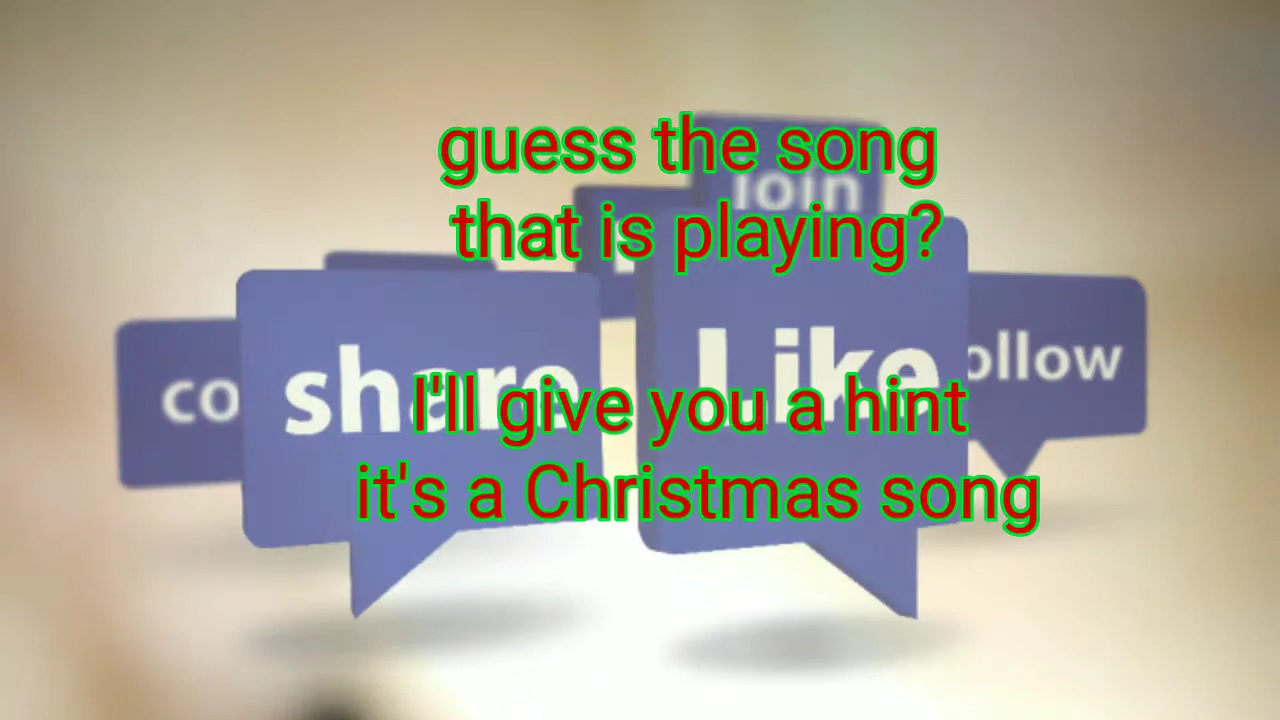 guess the song
that is playing?
join
share
Like
co
ollow
I'll give you a hint
it's a Christmas song